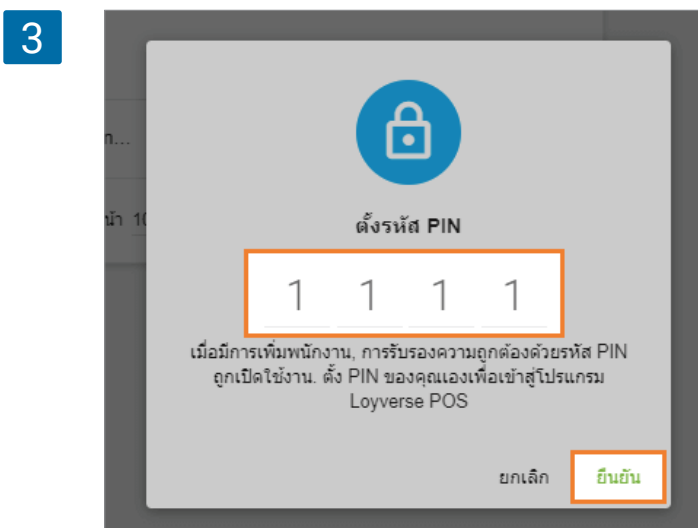 3
ก...
น้า 10
ตั้งรหัส PIN
1 1 1 1
เมื่อมีการเพิ่มพนักงาน, การรับรองความถูกต้องด้วยรหัส PIN
ถูกเปิดใช้งาน. ตั้ง PIN ของคุณเองเพื่อเข้าสู่โปรแกรม
Loyverse POS
ยกเลิก ยืนยัน